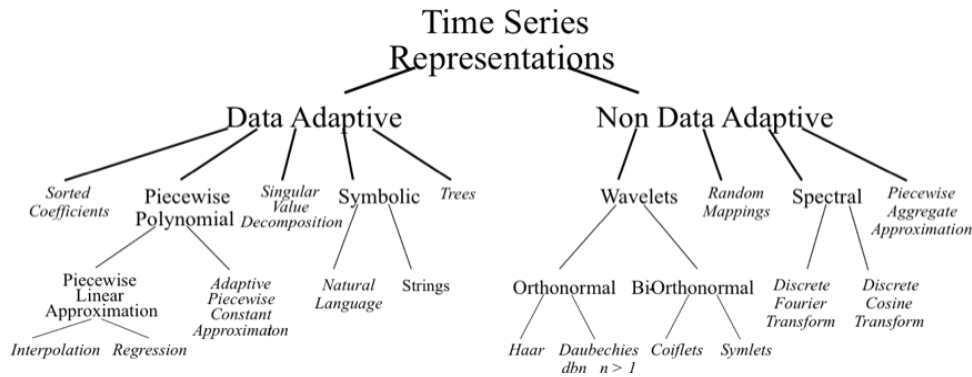 Time Series
Representations
Data Adaptive
Non Data Adaptive
Sorted
Coefficients
Piecewise
Polynomial
Singular
Value
Decomposition
Symbolic
Trees
Wavelets
Random
Mappings
Spectral
Piecewise
Aggregate
Approximation
Piecewise
Linear
Approximation
Adaptive
Piecewise
Constant
Approximation
Natural
Language
Strings
Orthonormal
Bi-Orthonormal
Discrete
Fourier
Transform
Discrete
Cosine
Transform
Interpolation
Regression
Haar
Daubechies
dbn n > 1
Coiflets
Symlets